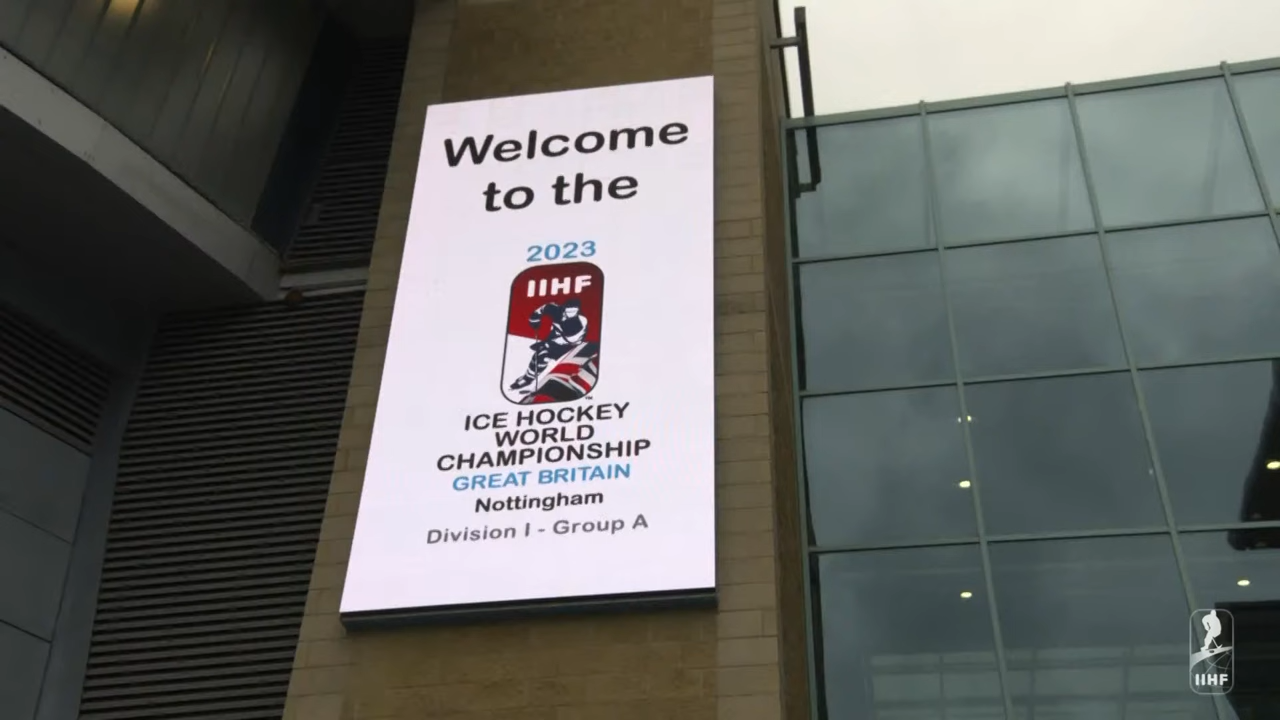 Welcome
to the
2023
IIHF
ICE HOCKEY
WORLD
CHAMPIONSHIP
GREAT BRITAIN
Nottingham
Division I - Group A
IIHF